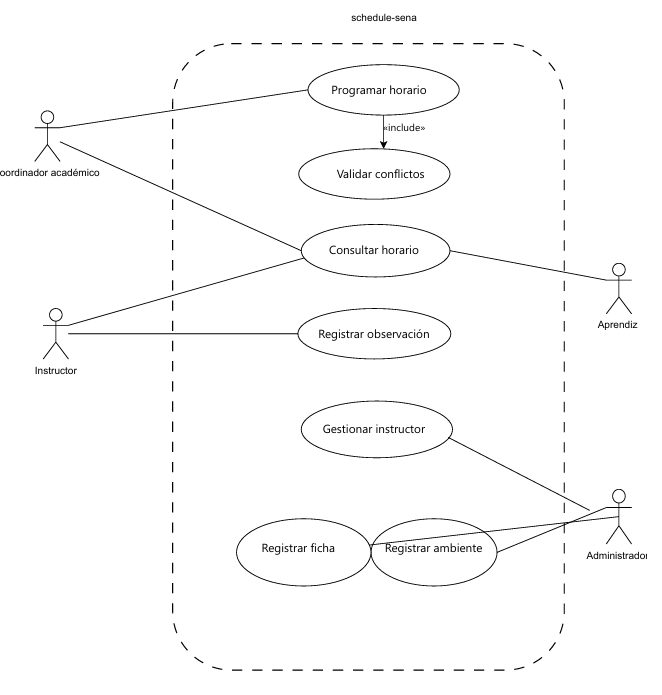 schedule-sena
Programar horario
«include»
oordinador académico
Validar conflictos
Consultar horario
Aprendiz
Registrar observación
Instructor
Gestionar instructor
Registrar ficha
Registrar ambiente
Administrador